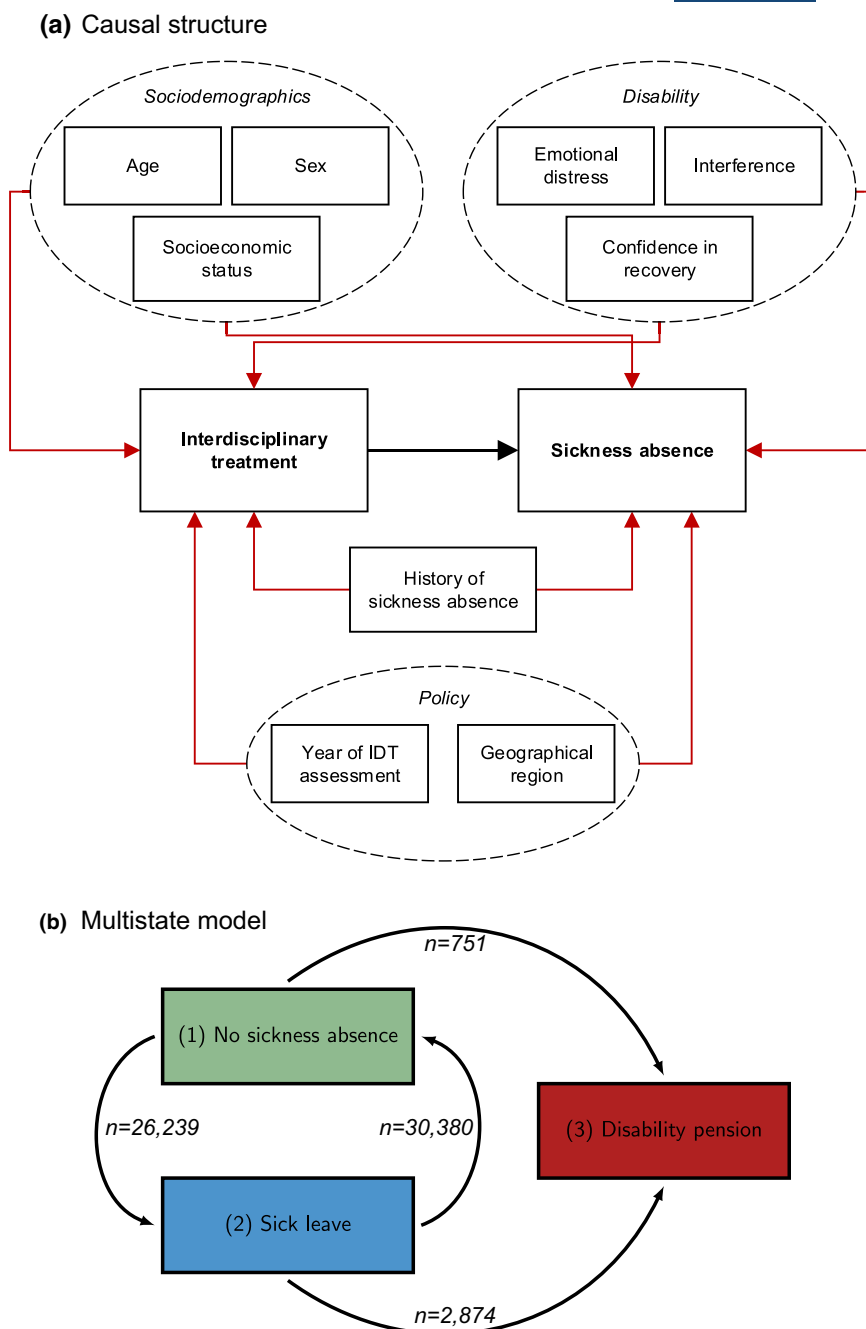 (a) Causal structure
Sociodemographics
Age
Sex
Socioeconomic
status
Disability
Emotional
distress
Interference
Confidence in
recovery
Interdisciplinary
treatment
Sickness absence
History of
sickness absence
Policy
Year of IDT
assessment
Geographical
region
(b) Multistate model
n=751
(1) No sickness absence
n=26,239
n=30,380
(3) Disability pension
(2) Sick leave
n=2,874